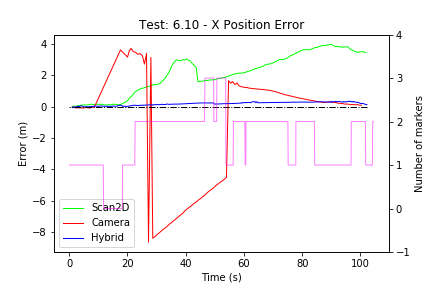 Test: 6.10 - X Position Error
4
2
0
−2
−4
−6
−8
Error (m)
4
3
2
1
0
−1
Number of markers
Scan2D
Camera
Hybrid
0 20 40 60 80 100
Time (s)